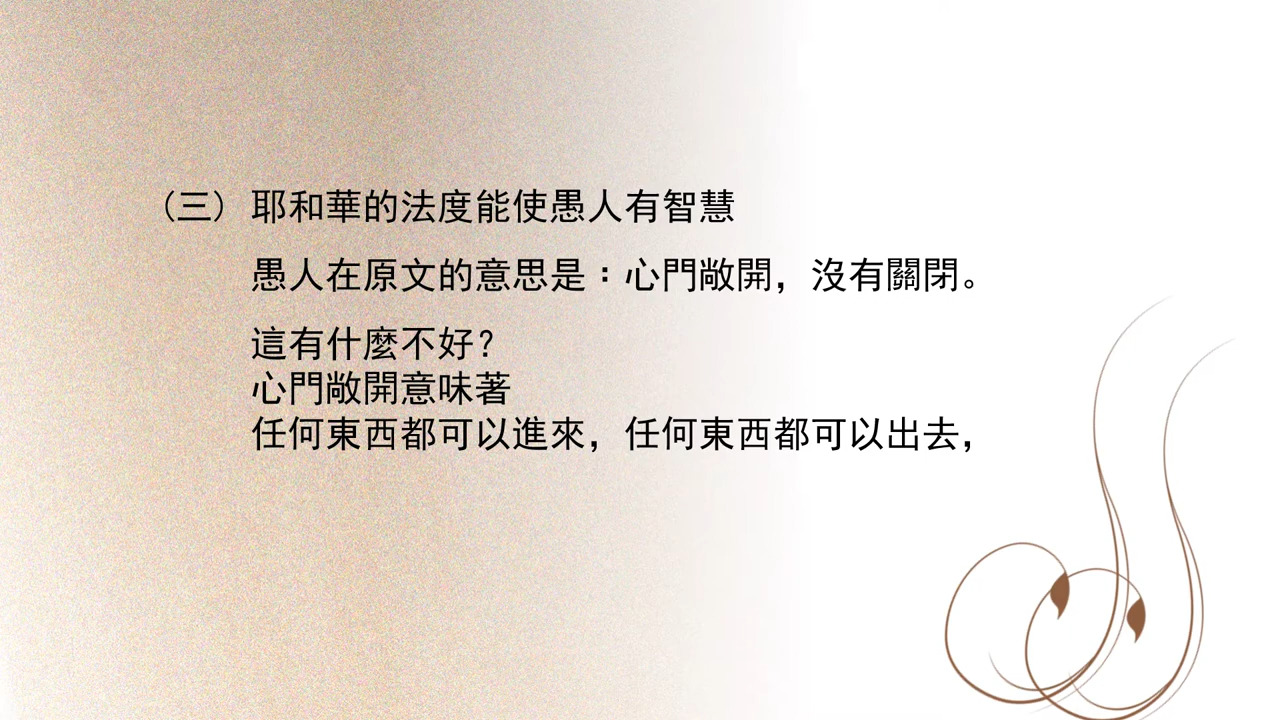 (三) 耶和華的法度能使愚人有智慧
愚人在原文的意思是：心門敞開，沒有關閉。
這有什麼不好？
心門敞開意味著
任何東西都可以進來，任何東西都可以出去，